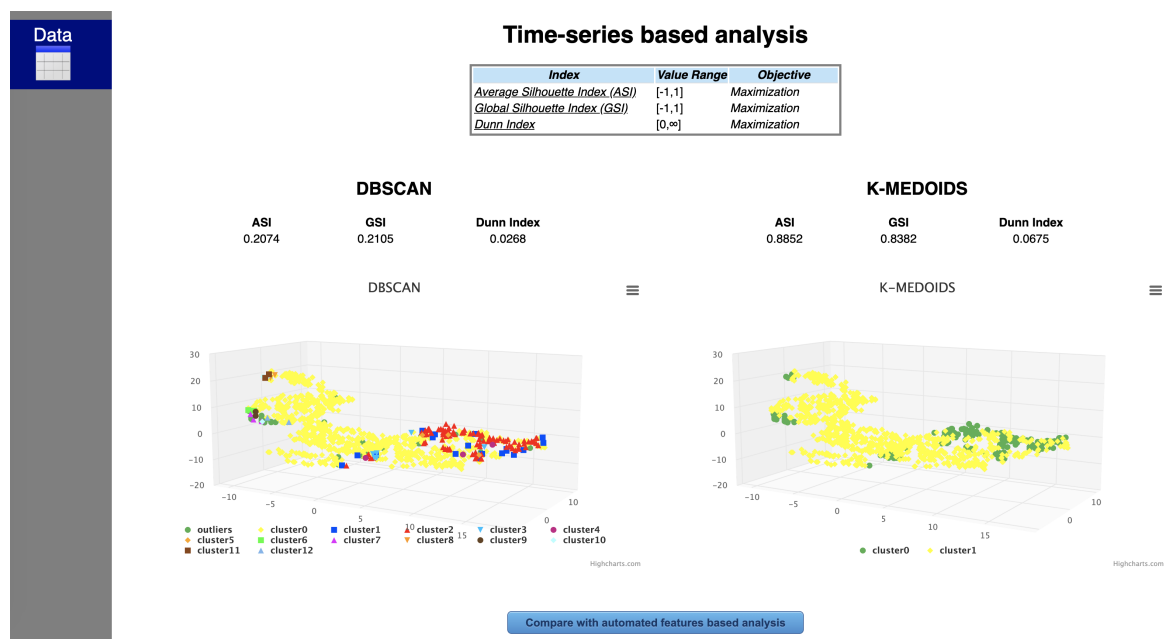 Data
Time-series based analysis
Index Value Range Objective
Average Silhouette Index (ASI) [-1,1] Maximization
Global Silhouette Index (GSI) [-1,1] Maximization
Dunn Index [0,∞] Maximization
DBSCAN
ASI GSI Dunn Index
0.2074 0.2105 0.0268
DBSCAN
30
20
10
0
−10
−20
−10
−5
0
5
10
15
0
10
outliers cluster0 cluster1 cluster2 cluster3 cluster4
cluster5 cluster6 cluster7 cluster8 cluster9 cluster10
cluster11 cluster12
Highcharts.com
K-MEDOIDS
ASI GSI Dunn Index
0.8852 0.8382 0.0675
K−MEDOIDS
30
20
10
0
−10
−20
−10
−5
0
5
10
15
0
10
cluster0 cluster1
Highcharts.com
Compare with automated features based analysis